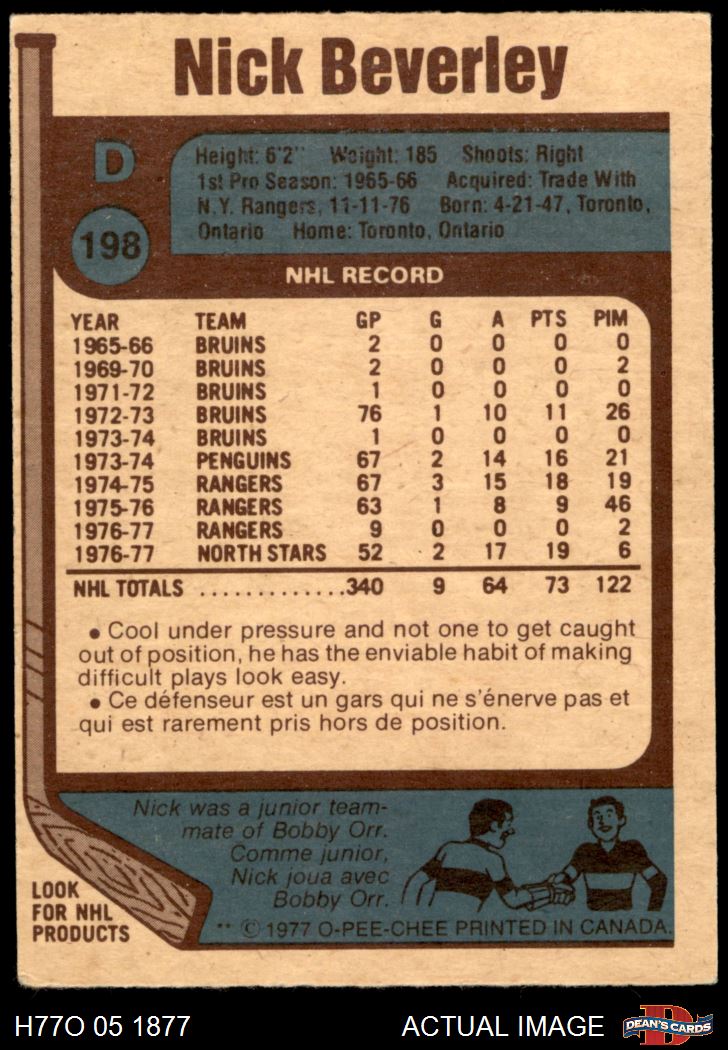 Nick Beverley
D
198
Height: 6'2" Weight: 185 Shoots: Right
1st Pro Season: 1965-66 Acquired: Trade With
N.Y. Rangers, 11-11-76 Born: 4-21-47, Toronto,
Ontario Home: Toronto, Ontario
NHL RECORD
YEAR TEAM GP G A PTS PIM
1965-66 BRUINS 2 0 0 0 0
1969-70 BRUINS 2 0 0 0 2
1971-72 BRUINS 1 0 0 0 0
1972-73 BRUINS 76 1 10 11 26
1973-74 BRUINS 1 0 0 0 0
1973-74 PENGUINS 67 2 14 16 21
1974-75 RANGERS 67 3 15 18 19
1975-76 RANGERS 63 1 8 9 46
1976-77 RANGERS 9 0 0 0 2
1976-77 NORTH STARS 52 2 17 19 6
NHL TOTALS .............340 9 64 73 122
• Cool under pressure and not one to get caught
out of position, he has the enviable habit of making
difficult plays look easy.
• Ce défenseur est un gars qui ne s'énerve pas et
qui est rarement pris hors de position.
Nick was a junior team-
mate of Bobby Orr.
Comme junior,
Nick joua avec
Bobby Orr.
LOOK
FOR NHL
PRODUCTS
** © 1977 O-PEE-CHEE PRINTED IN CANADA.
H77O 05 1877 ACTUAL IMAGE
D
DEAN'S CARDS